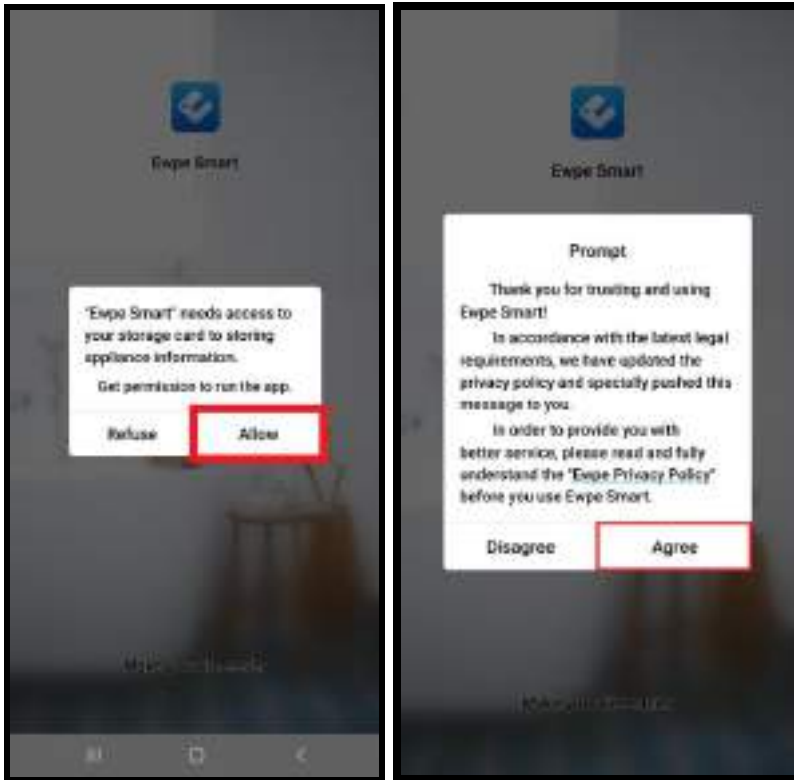 Ewpe Smart
"Ewpe Smart" needs access to
your storage card to storing
appliance information.
Get permission to run the app.
Refuse
Allow
Ewpe Smart
Prompt
Thank you for trusting and using
Ewpe Smart!
In accordance with the latest legal
requirements, we have updated the
privacy policy and specially pushed this
message to you.
In order to provide you with
better service, please read and fully
understand the "Ewpe Privacy Policy"
before you use Ewpe Smart.
Disagree
Agree